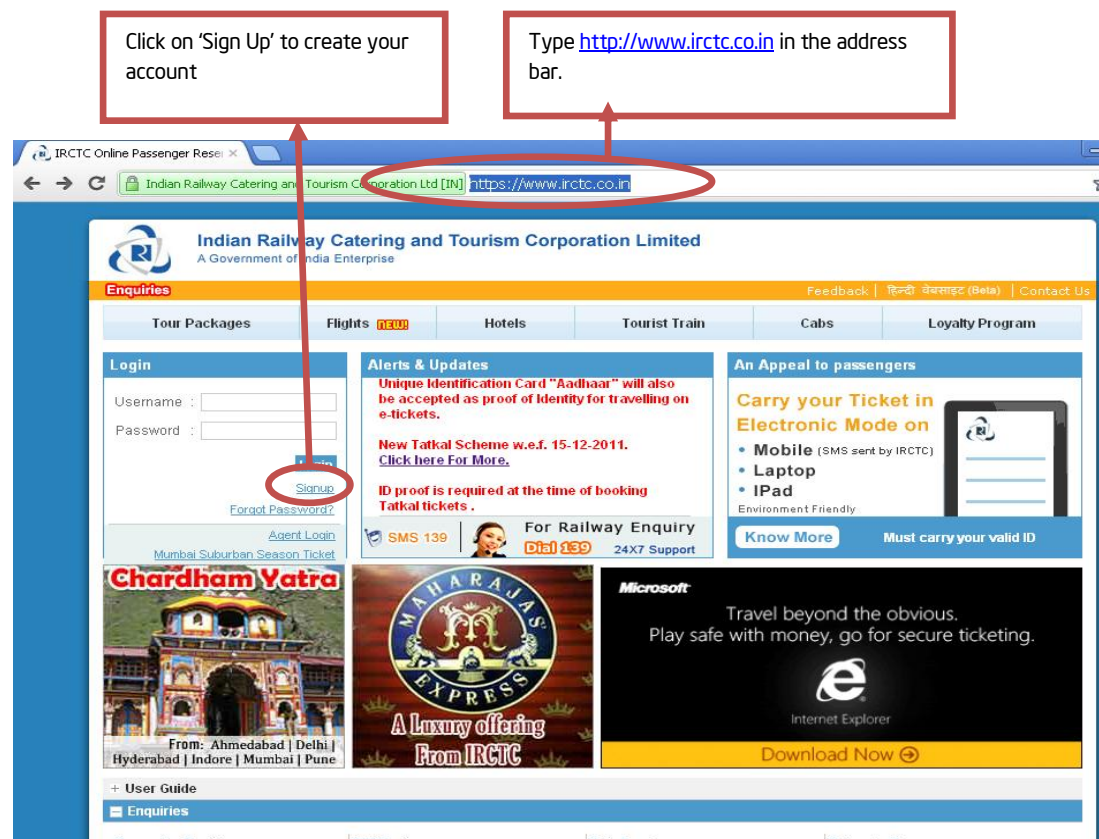 Click on ‘Sign Up’ to create your
account
Type http://www.irctc.co.in in the address
bar.
IRCTC Online Passenger Rese
Indian Railway Catering and Tourism Corporation Ltd [IN]
https://www.irctc.co.in
Indian Railway Catering and Tourism Corporation Limited
A Government of India Enterprise
Enquiries
Feedback | हिन्दी वेबसाइट (Beta) | Contact Us
Tour Packages
Flights NEW!
Hotels
Tourist Train
Cabs
Loyalty Program
Login
Username :
Password :
Login
Signup
Forgot Password?
Agent Login
Mumbai Suburban Season Ticket
Alerts & Updates
Unique Identification Card "Aadhaar" will also
be accepted as proof of Identity for travelling on
e-tickets.
New Tatkal Scheme w.e.f. 15-12-2011.
Click here For More.
ID proof is required at the time of booking
Tatkal tickets .
SMS 139
For Railway Enquiry
Dial 139 24X7 Support
An Appeal to passengers
Carry your Ticket in
Electronic Mode on
• Mobile (SMS sent by IRCTC)
• Laptop
• IPad
Environment Friendly
Know More
Must carry your valid ID
Chardham Yatra
From: Ahmedabad | Delhi |
Hyderabad | Indore | Mumbai | Pune
MAHARAJAS'
EXPRESS
A Luxury offering
From IRCTC
Microsoft
Travel beyond the obvious.
Play safe with money, go for secure ticketing.
Internet Explorer
Download Now
+ User Guide
Enquiries